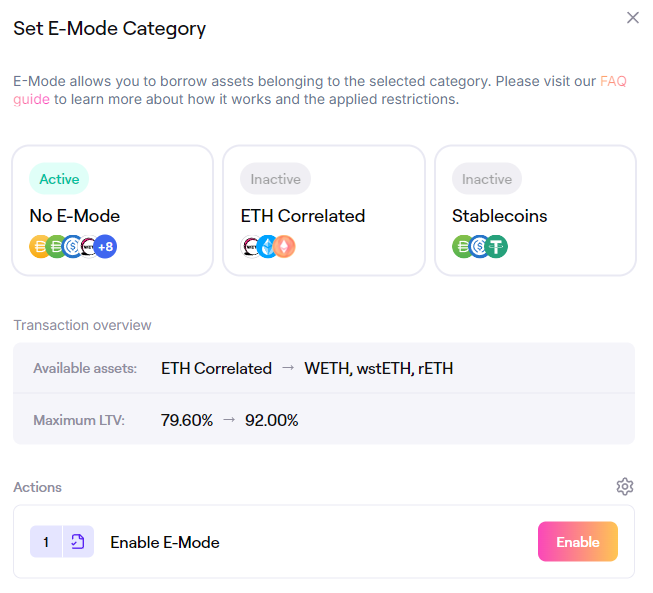 Set E-Mode Category
E-Mode allows you to borrow assets belonging to the selected category. Please visit our FAQ
guide to learn more about how it works and the applied restrictions.
Active
No E-Mode
+8
Inactive
ETH Correlated
Inactive
Stablecoins
Transaction overview
Available assets: ETH Correlated → WETH, wstETH, rETH
Maximum LTV: 79.60% → 92.00%
Actions
1 Enable E-Mode Enable